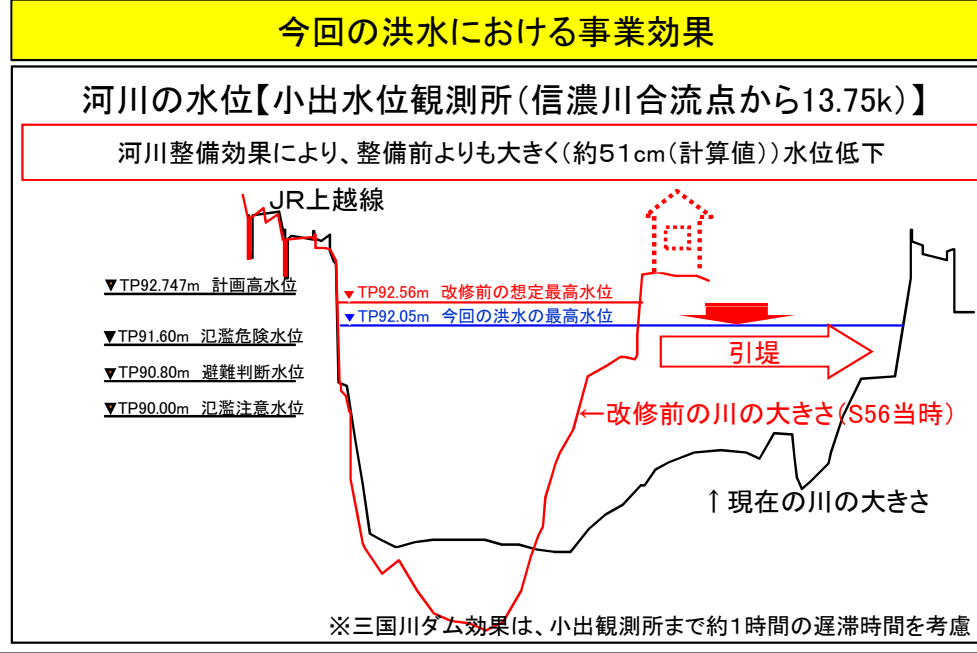 今回の洪水における事業効果
河川の水位【小出水位観測所（信濃川合流点から13.75k）】
河川整備効果により、整備前よりも大きく（約51cm（計算値））水位低下
JR上越線
▼TP92.747m 計画高水位
▼TP92.56m 改修前の想定最高水位
▼TP92.05m 今回の洪水の最高水位
▼TP91.60m 氾濫危険水位
引堤
▼TP90.80m 避難判断水位
▼TP90.00m 氾濫注意水位
←改修前の川の大きさ（S56当時）
↑現在の川の大きさ
※三国川ダム効果は、小出観測所まで約1時間の遅滞時間を考慮